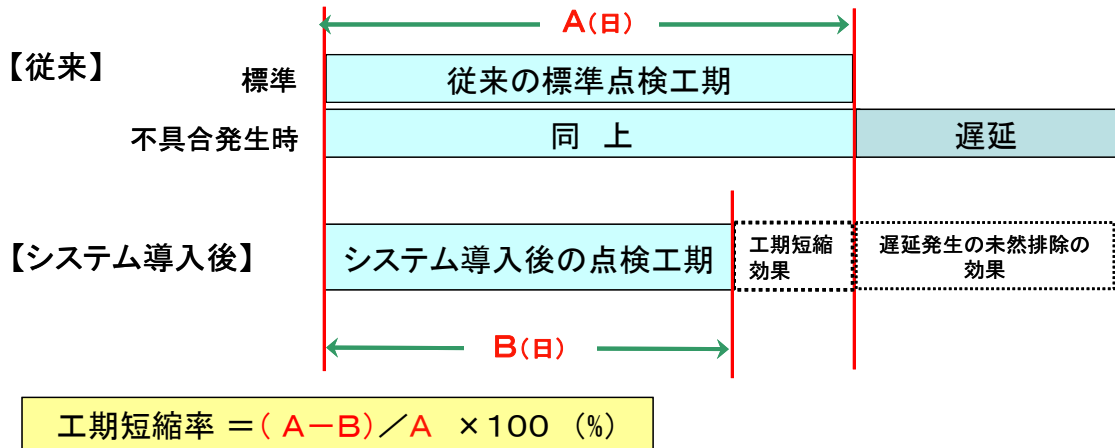 A(日)
【従来】
標準
従来の標準点検工期
不具合発生時
同 上
遅延
【システム導入後】
システム導入後の点検工期
工期短縮
効果
遅延発生の未然排除の
効果
B(日)
工期短縮率 =( A-B)/A ×100 (%)